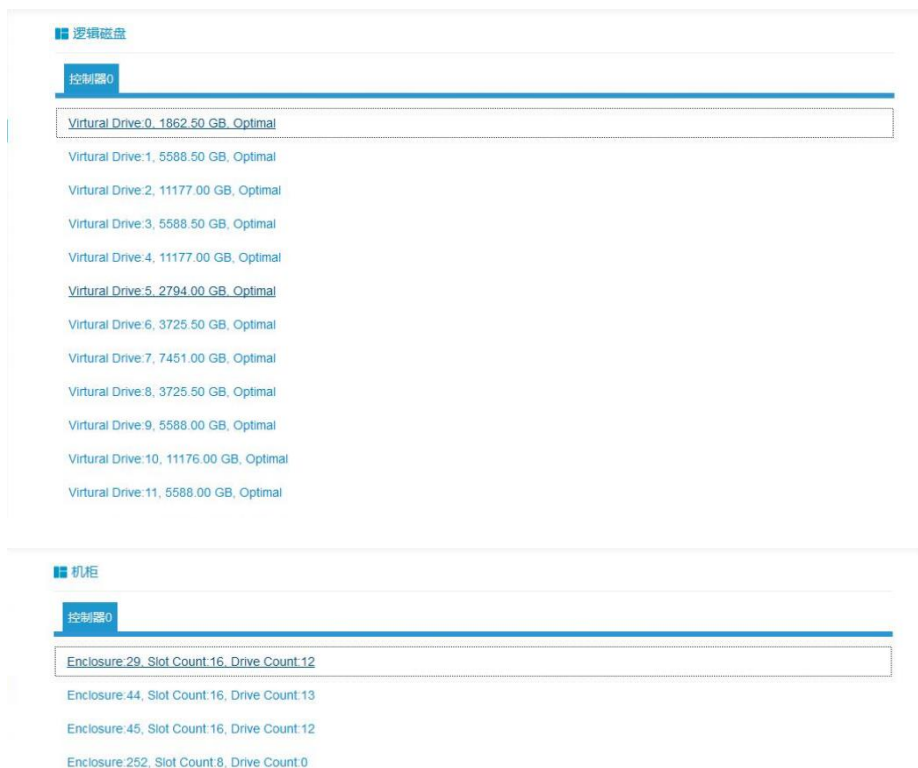 逻辑磁盘
控制器0
Virtural Drive:0, 1862.50 GB, Optimal
Virtural Drive:1, 5588.50 GB, Optimal
Virtural Drive:2, 11177.00 GB, Optimal
Virtural Drive:3, 5588.50 GB, Optimal
Virtural Drive:4, 11177.00 GB, Optimal
Virtural Drive:5, 2794.00 GB, Optimal
Virtural Drive:6, 3725.50 GB, Optimal
Virtural Drive:7, 7451.00 GB, Optimal
Virtural Drive:8, 3725.50 GB, Optimal
Virtural Drive:9, 5588.00 GB, Optimal
Virtural Drive:10, 11176.00 GB, Optimal
Virtural Drive:11, 5588.00 GB, Optimal
机柜
控制器0
Enclosure:29, Slot Count:16, Drive Count:12
Enclosure:44, Slot Count:16, Drive Count:13
Enclosure:45, Slot Count:16, Drive Count:12
Enclosure:252, Slot Count:8, Drive Count:0